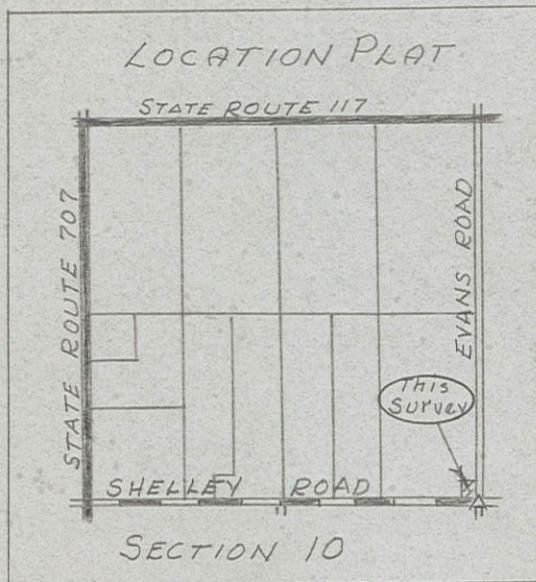 LOCATION PLAT
STATE ROUTE 117
STATE ROUTE 707
EVANS ROAD
This
Survey
SHELLEY ROAD
SECTION 10